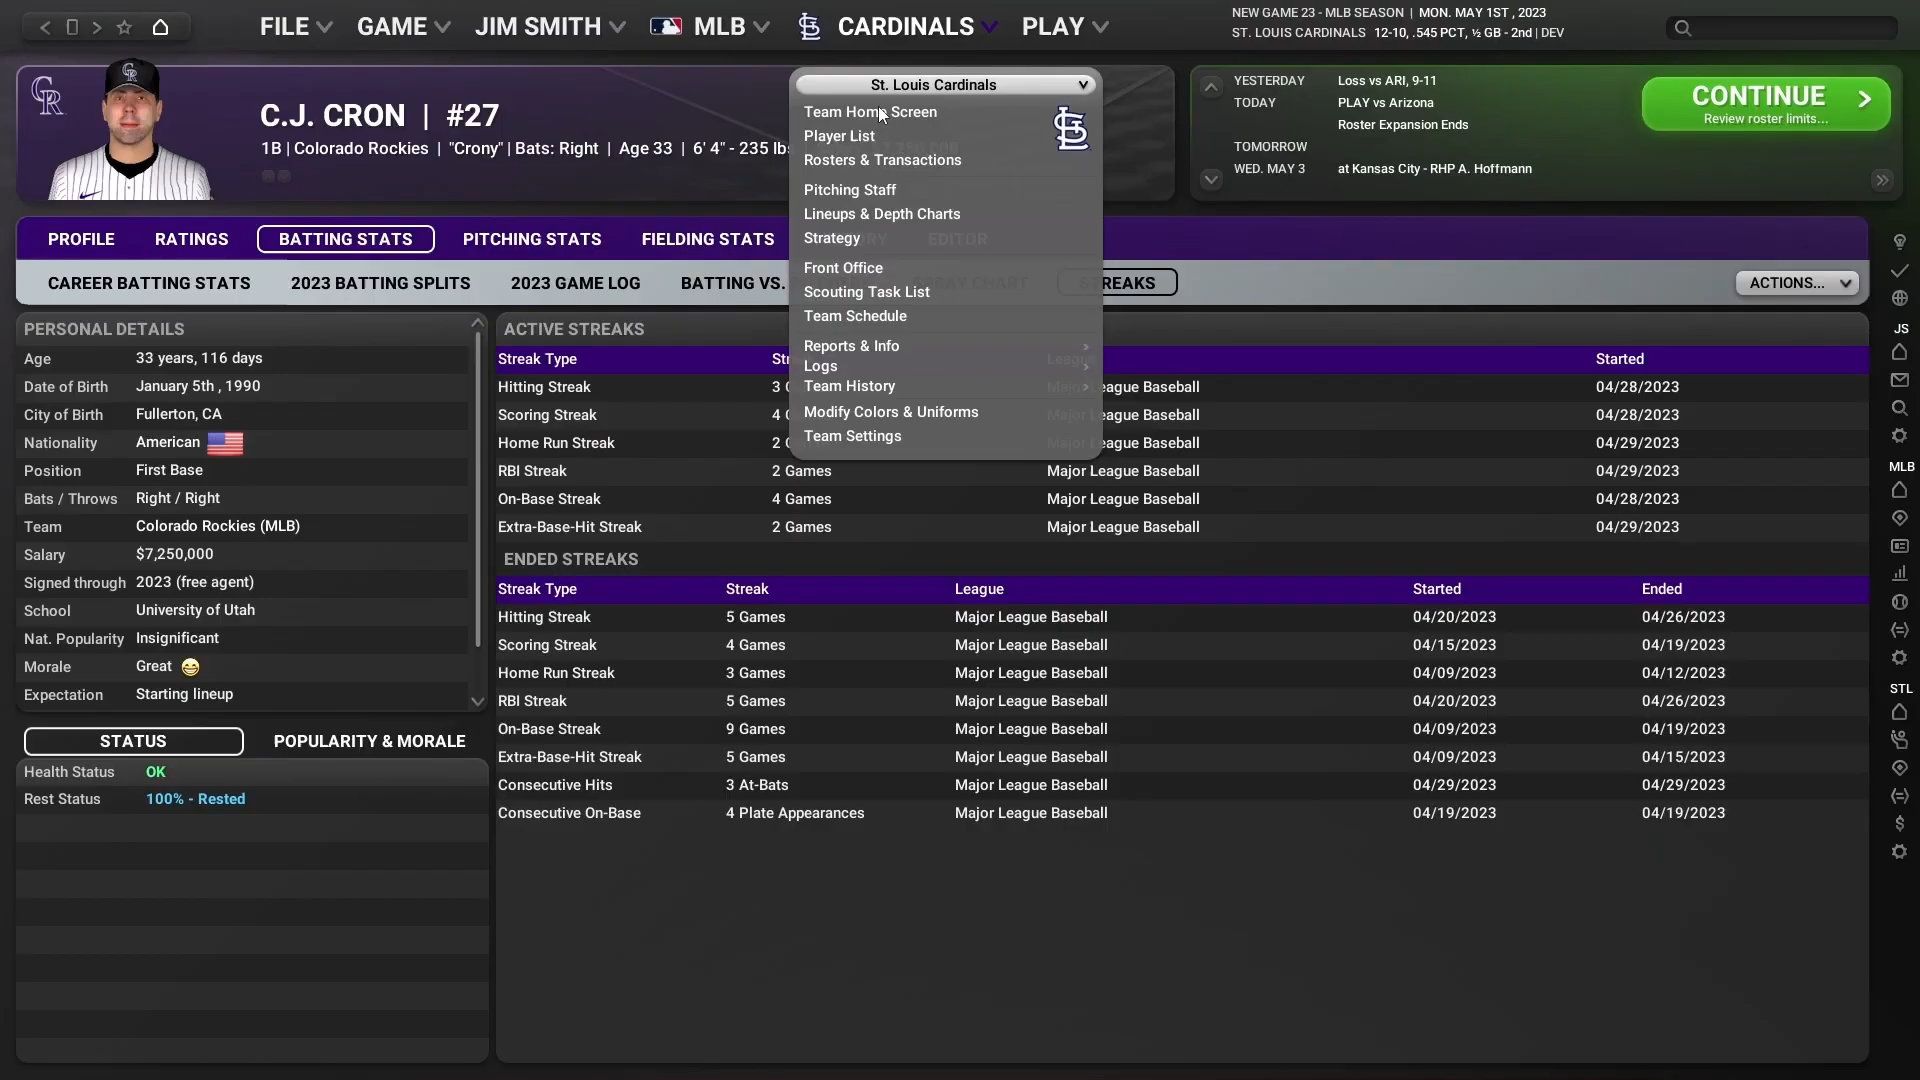 FILE GAME JIM SMITH MLB CARDINALS PLAY
NEW GAME 23 - MLB SEASON | MON. MAY 1ST , 2023
ST. LOUIS CARDINALS 12-10, .545 PCT, ½ GB - 2nd | DEV
C.J. CRON | #27
1B | Colorado Rockies | "Crony" | Bats: Right | Age 33 | 6' 4" - 235 lbs
St. Louis Cardinals
Team Home Screen
Player List
Rosters & Transactions
Pitching Staff
Lineups & Depth Charts
Strategy
Front Office
Scouting Task List
Team Schedule
Reports & Info
Logs
Team History
Modify Colors & Uniforms
Team Settings
YESTERDAY Loss vs ARI, 9-11
TODAY PLAY vs Arizona
Roster Expansion Ends
TOMORROW
WED. MAY 3 at Kansas City - RHP A. Hoffmann
CONTINUE
Review roster limits...
PROFILE RATINGS BATTING STATS PITCHING STATS FIELDING STATS EDITOR
CAREER BATTING STATS 2023 BATTING SPLITS 2023 GAME LOG BATTING VS. SPRAY CHART STREAKS
ACTIONS...
PERSONAL DETAILS
Age 33 years, 116 days
Date of Birth January 5th , 1990
City of Birth Fullerton, CA
Nationality American
Position First Base
Bats / Throws Right / Right
Team Colorado Rockies (MLB)
Salary $7,250,000
Signed through 2023 (free agent)
School University of Utah
Nat. Popularity Insignificant
Morale Great
Expectation Starting lineup
STATUS POPULARITY & MORALE
Health Status OK
Rest Status 100% - Rested
ACTIVE STREAKS
Streak Type League Started
Hitting Streak 3 Major League Baseball 04/28/2023
Scoring Streak 4 Major League Baseball 04/28/2023
Home Run Streak 2 Major League Baseball 04/29/2023
RBI Streak 2 Games Major League Baseball 04/29/2023
On-Base Streak 4 Games Major League Baseball 04/28/2023
Extra-Base-Hit Streak 2 Games Major League Baseball 04/29/2023
ENDED STREAKS
Streak Type Streak League Started Ended
Hitting Streak 5 Games Major League Baseball 04/20/2023 04/26/2023
Scoring Streak 4 Games Major League Baseball 04/15/2023 04/19/2023
Home Run Streak 3 Games Major League Baseball 04/09/2023 04/12/2023
RBI Streak 5 Games Major League Baseball 04/20/2023 04/26/2023
On-Base Streak 9 Games Major League Baseball 04/09/2023 04/19/2023
Extra-Base-Hit Streak 5 Games Major League Baseball 04/09/2023 04/15/2023
Consecutive Hits 3 At-Bats Major League Baseball 04/29/2023 04/29/2023
Consecutive On-Base 4 Plate Appearances Major League Baseball 04/19/2023 04/19/2023
JS
MLB
STL